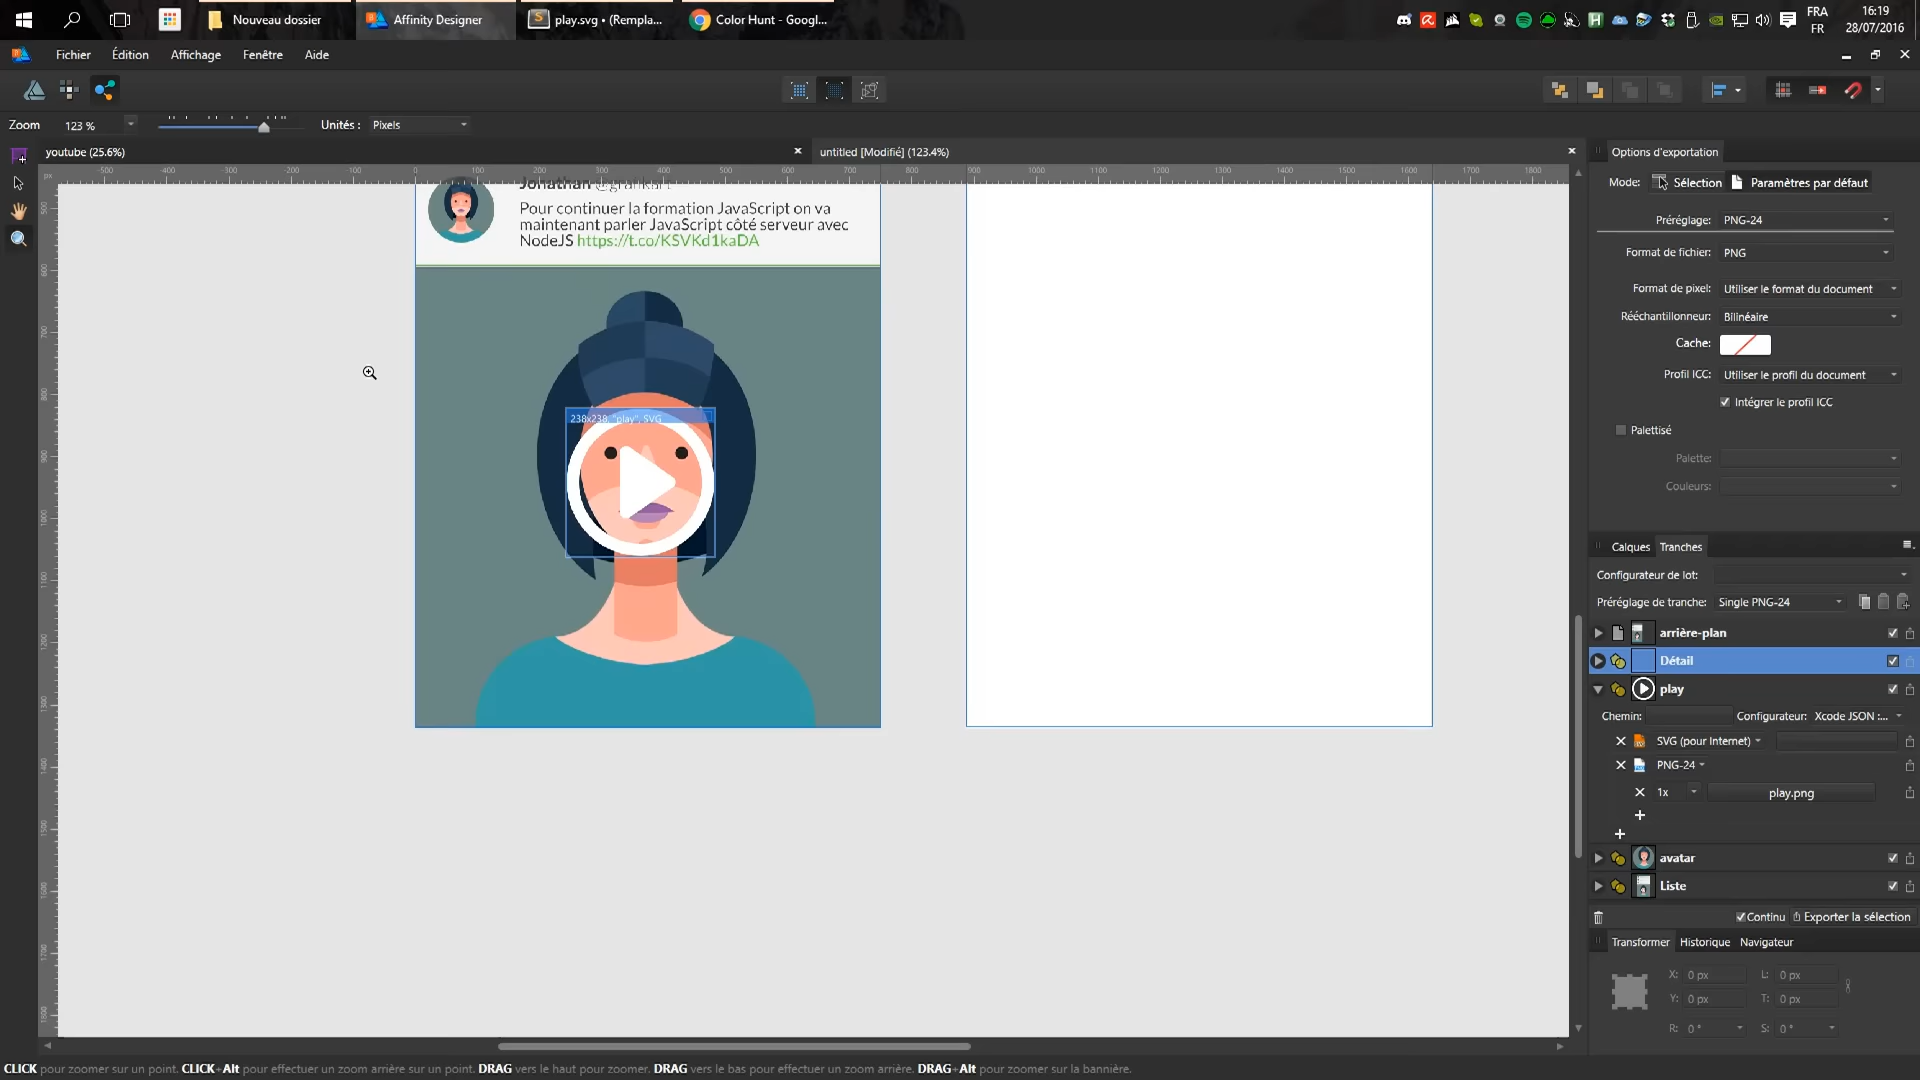 Nouveau dossier
Affinity Designer
play.svg • (Rempla...
Color Hunt - Googl...
FRA
FR
16:19
28/07/2016
Fichier
Édition
Affichage
Fenêtre
Aide
Zoom
123 %
Unités :
Pixels
youtube (25.6%)
untitled [Modifié] (123.4%)
Options d'exportation
Mode:
Sélection
Paramètres par défaut
Préréglage:
PNG-24
Format de fichier:
PNG
Format de pixel:
Utiliser le format du document
Rééchantillonneur:
Bilinéaire
Cache:
Profil ICC:
Utiliser le profil du document
Intégrer le profil ICC
Palettisé
Palette:
Couleurs:
Jonathan @grafikart
Pour continuer la formation JavaScript on va
maintenant parler JavaScript côté serveur avec
NodeJS https://t.co/KSVKd1kaDA
238x238, "play", SVG
Calques
Tranches
Configurateur de lot:
Préréglage de tranche:
Single PNG-24
arrière-plan
Détail
play
Chemin:
Configurateur:
Xcode JSON :...
SVG (pour Internet)
PNG-24
1x
play.png
avatar
Liste
Continu
Exporter la sélection
Transformer
Historique
Navigateur
X: 0 px
L: 0 px
Y: 0 px
T: 0 px
R: 0 °
S: 0 °
CLICK pour zoomer sur un point. CLICK+Alt pour effectuer un zoom arrière sur un point. DRAG vers le haut pour zoomer. DRAG vers le bas pour effectuer un zoom arrière. DRAG+Alt pour zoomer sur la bannière.